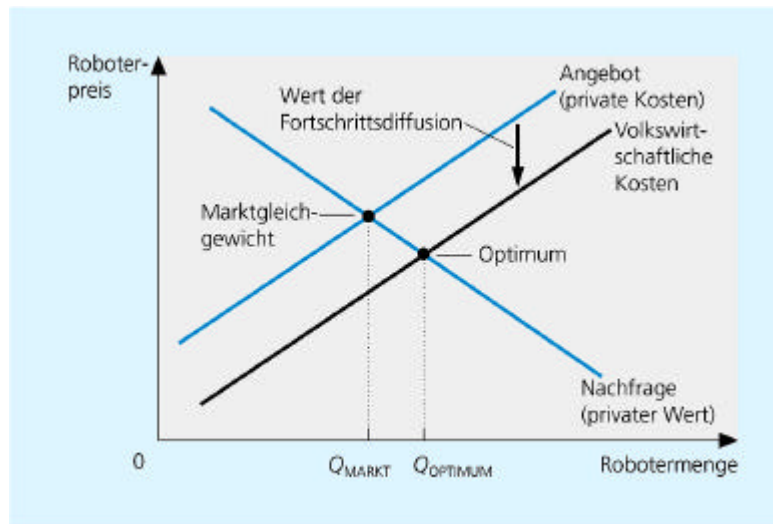 Roboter-
preis
Wert der
Fortschrittsdiffusion
Angebot
(private Kosten)
Volkswirt-
schaftliche
Kosten
Marktgleich-
gewicht
Optimum
Nachfrage
(privater Wert)
0
QMARKT
QOPTIMUM
Robotermenge